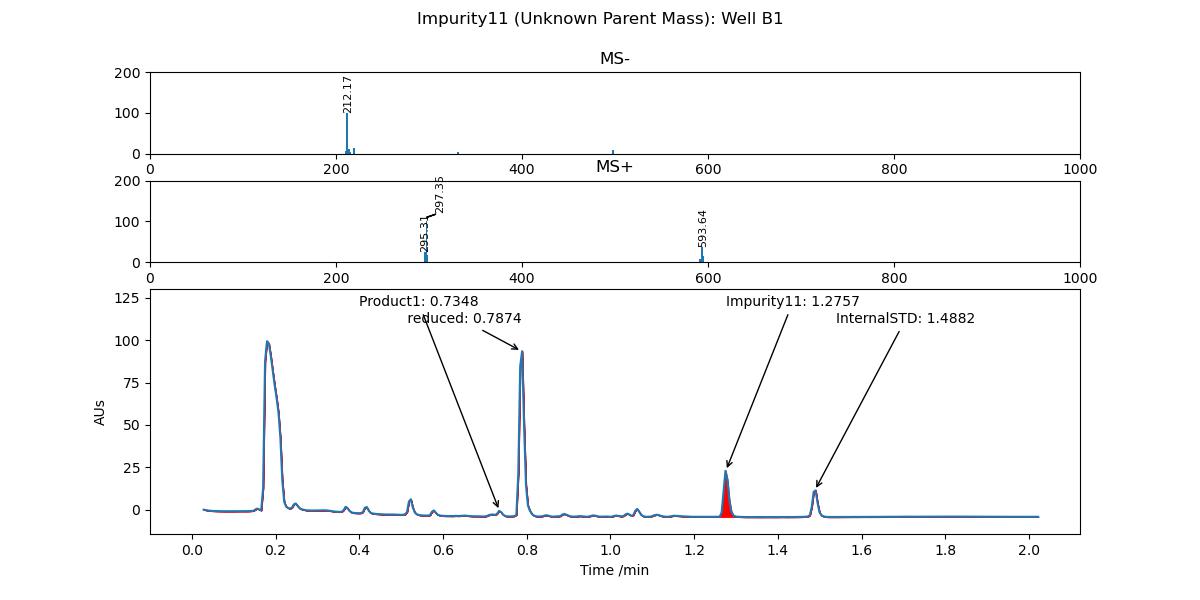 Impurity11 (Unknown Parent Mass): Well B1
MS-
200
100
0
212.17
0 200 400 600 800 1000
MS+
200
100
0
295.31
297.35
593.64
0 200 400 600 800 1000
Product1: 0.7348
reduced: 0.7874
Impurity11: 1.2757
InternalSTD: 1.4882
AUs
125
100
75
50
25
0
0.0 0.2 0.4 0.6 0.8 1.0 1.2 1.4 1.6 1.8 2.0
Time /min